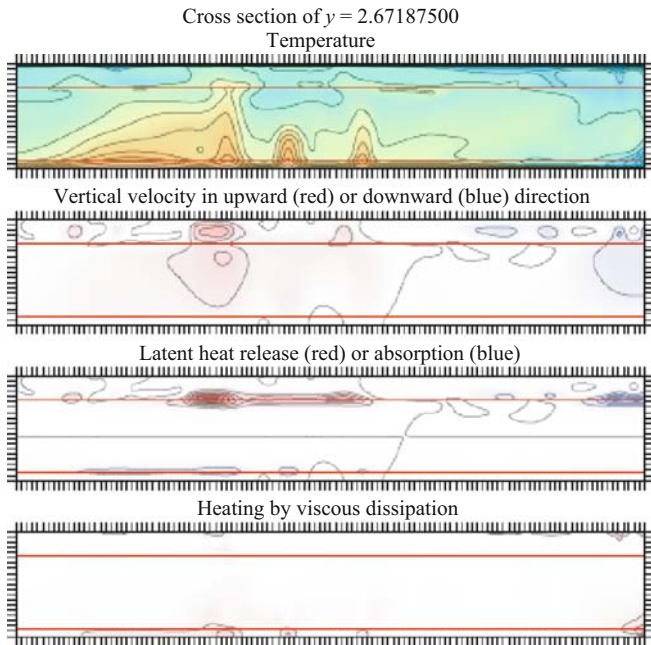 Cross section of y = 2.67187500
Temperature
Vertical velocity in upward (red) or downward (blue) direction
Latent heat release (red) or absorption (blue)
Heating by viscous dissipation